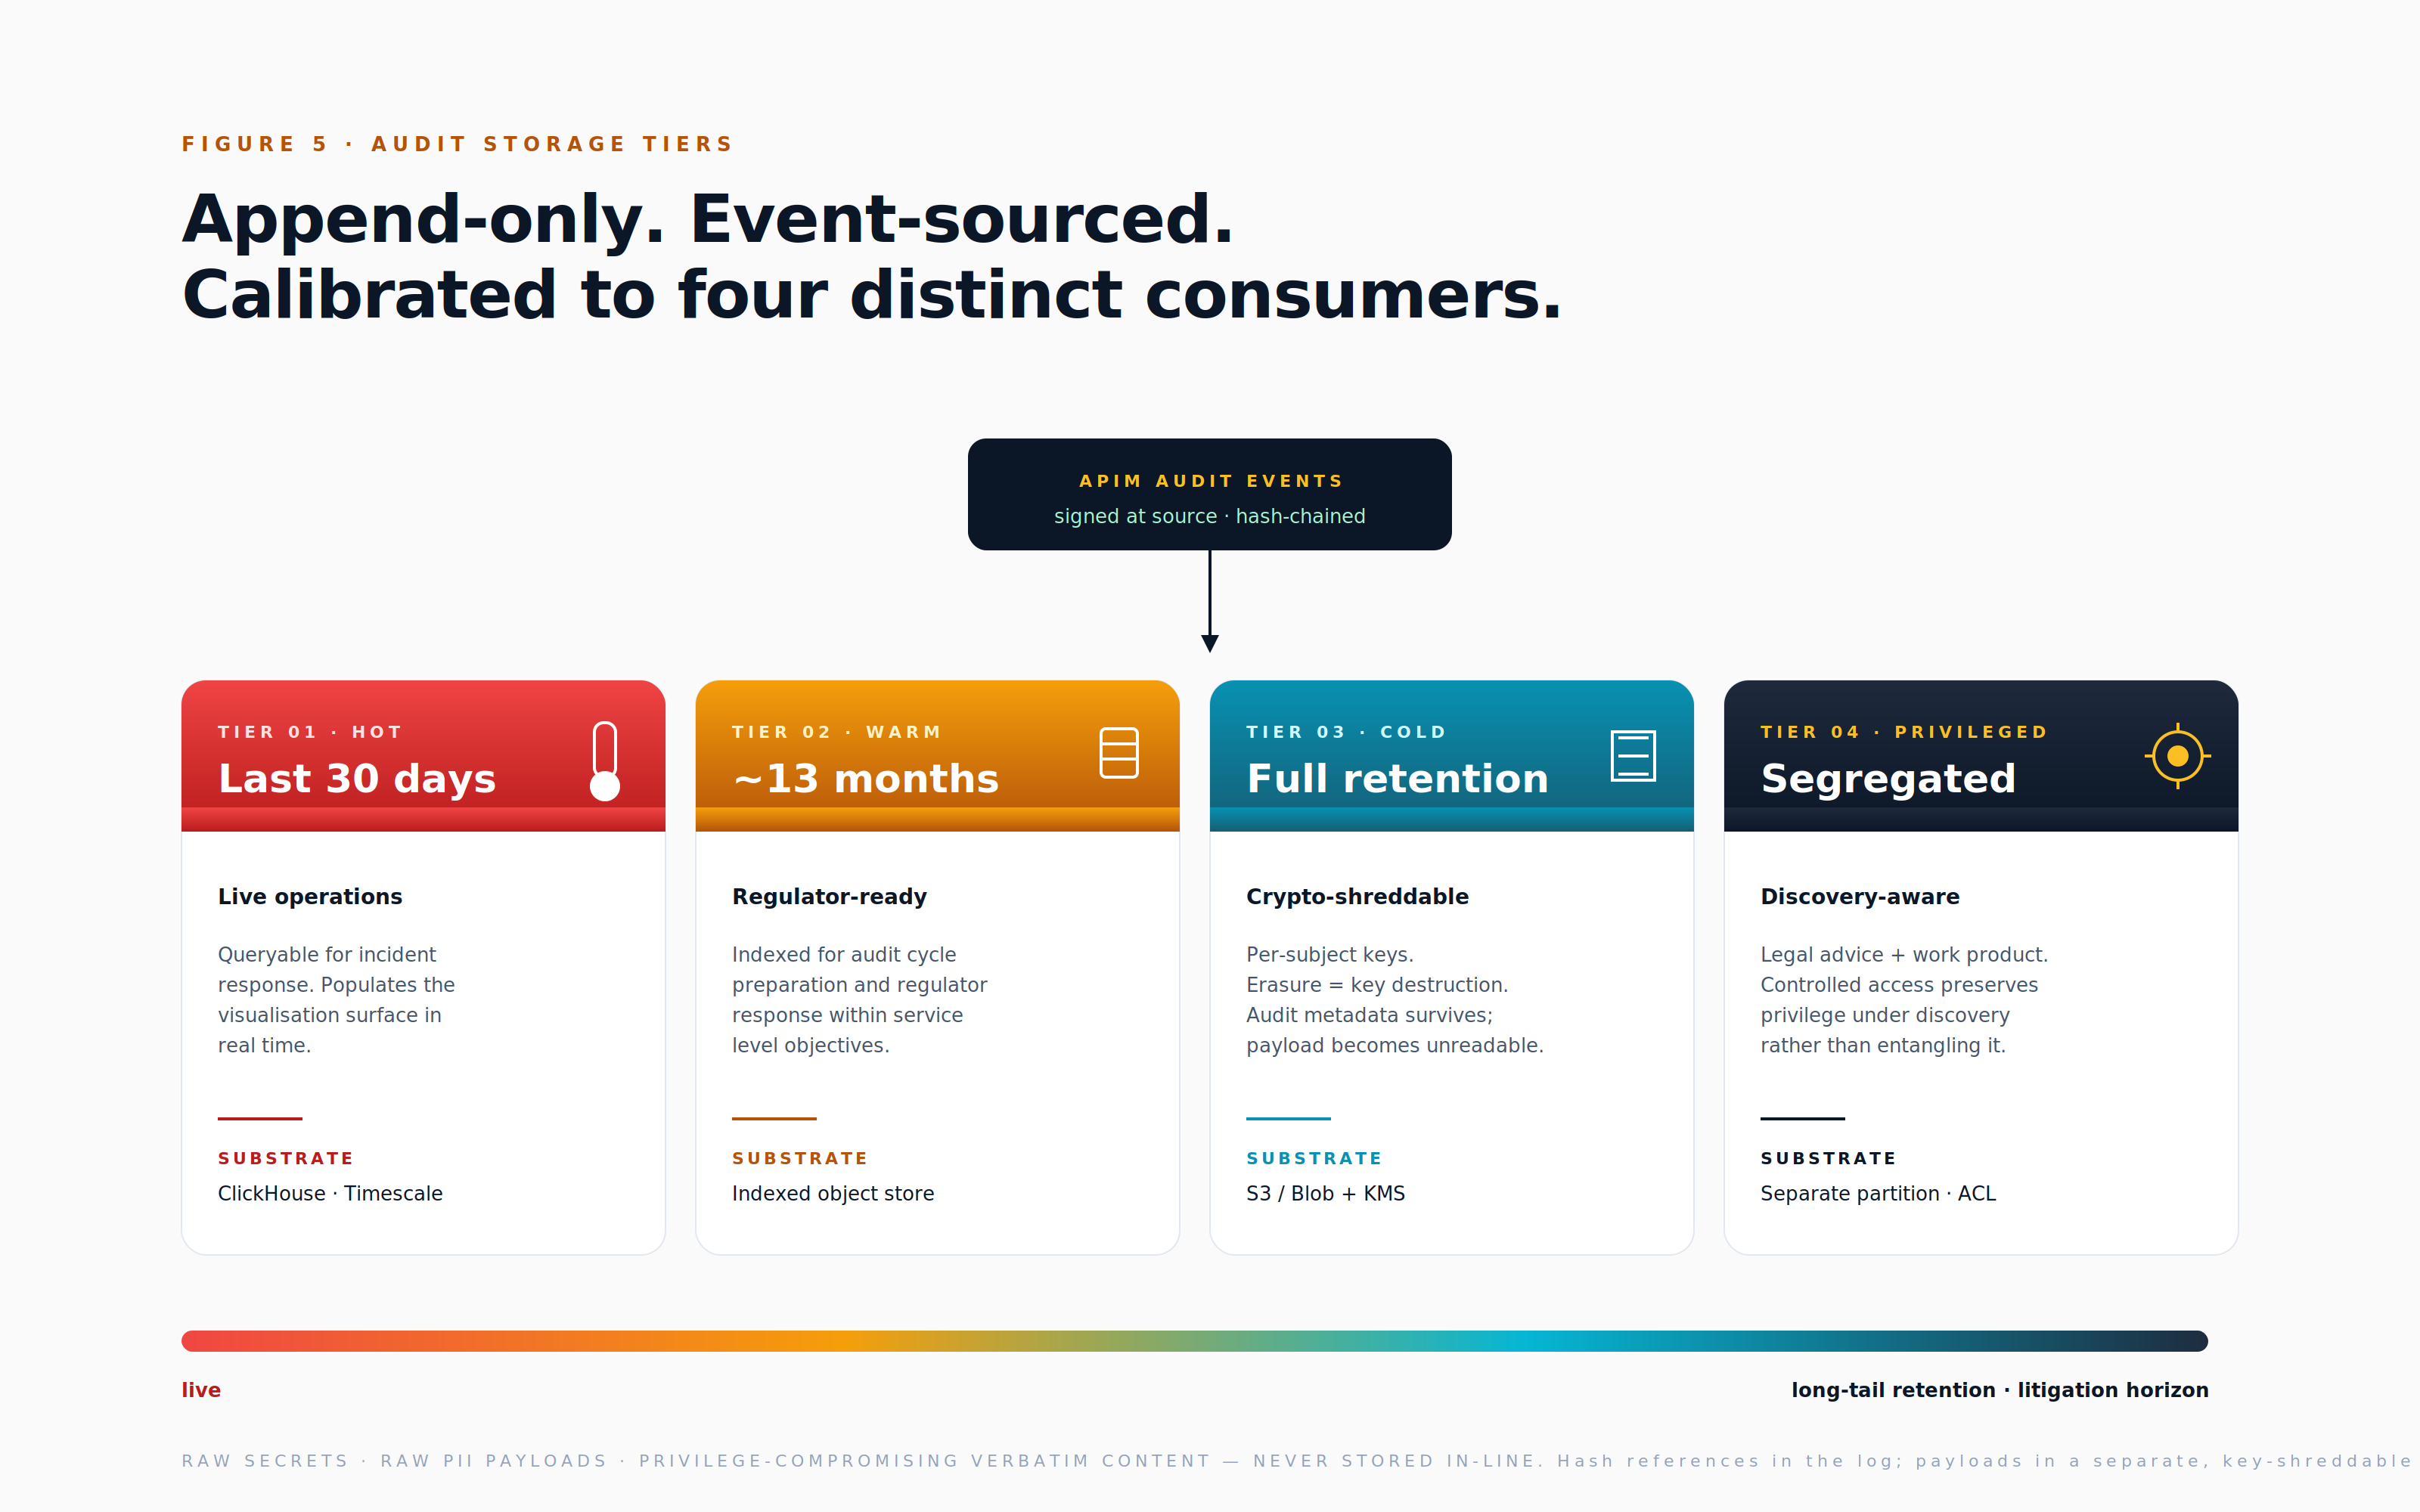 FIGURE 5 · AUDIT STORAGE TIERS
Append-only. Event-sourced.
Calibrated to four distinct consumers.
APIM AUDIT EVENTS
signed at source · hash-chained
TIER 01 · HOT
Last 30 days
Live operations
Queryable for incident
response. Populates the
visualisation surface in
real time.
SUBSTRATE
ClickHouse · Timescale
TIER 02 · WARM
~13 months
Regulator-ready
Indexed for audit cycle
preparation and regulator
response within service
level objectives.
SUBSTRATE
Indexed object store
TIER 03 · COLD
Full retention
Crypto-shreddable
Per-subject keys.
Erasure = key destruction.
Audit metadata survives;
payload becomes unreadable.
SUBSTRATE
S3 / Blob + KMS
TIER 04 · PRIVILEGED
Segregated
Discovery-aware
Legal advice + work product.
Controlled access preserves
privilege under discovery
rather than entangling it.
SUBSTRATE
Separate partition · ACL
live
long-tail retention · litigation horizon
RAW SECRETS · RAW PII PAYLOADS · PRIVILEGE-COMPROMISING VERBATIM CONTENT — NEVER STORED IN-LINE. Hash references in the log; payloads in a separate, key-shreddable